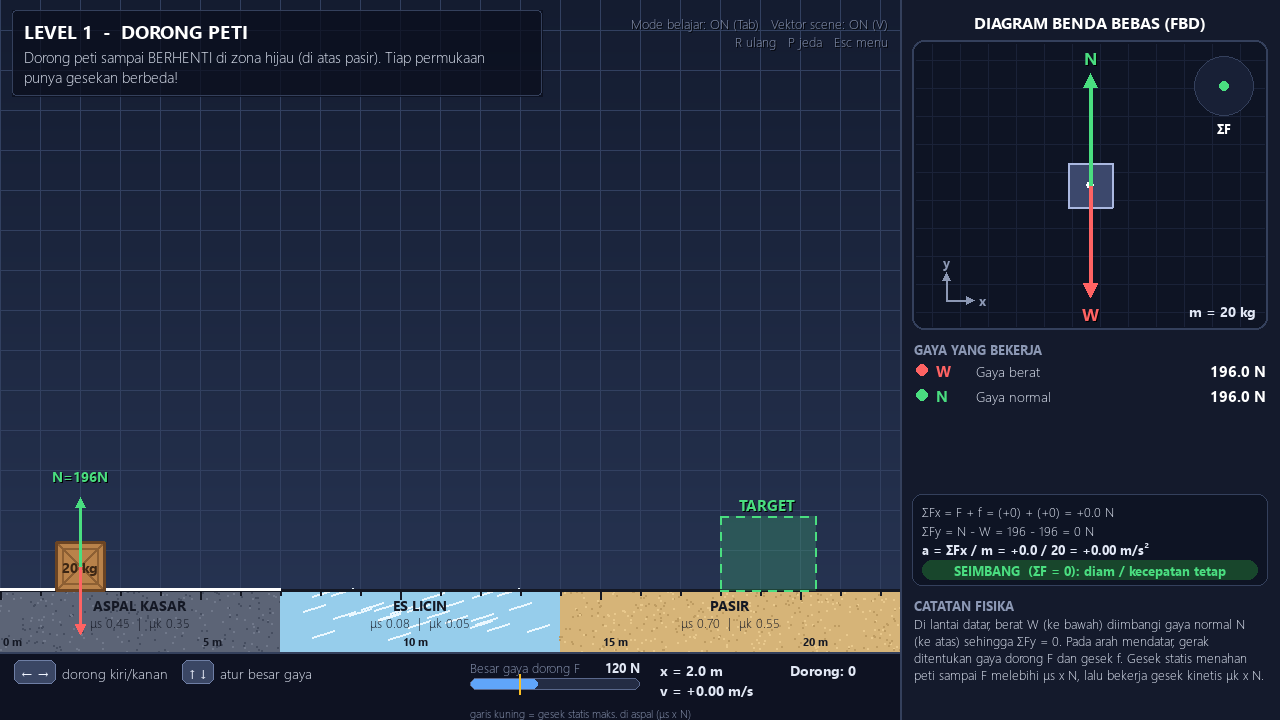 LEVEL 1 - DORONG PETI
Dorong peti sampai BERHENTI di zona hijau (di atas pasir). Tiap permukaan
punya gesekan berbeda!
Mode belajar: ON (Tab) Vektor scene: ON (V)
R ulang P jeda Esc menu
N=196N
20 kg
TARGET
ASPAL KASAR
μs 0.45 | μk 0.35
ES LICIN
μs 0.08 | μk 0.05
PASIR
μs 0.70 | μk 0.55
0 m
5 m
10 m
15 m
20 m
← → dorong kiri/kanan ↑ ↓ atur besar gaya
Besar gaya dorong F 120 N
garis kuning = gesek statis maks. di aspal (μs x N)
x = 2.0 m
v = +0.00 m/s
Dorong: 0
DIAGRAM BENDA BEBAS (FBD)
N
ΣF
y
x
W
m = 20 kg
GAYA YANG BEKERJA
W Gaya berat 196.0 N
N Gaya normal 196.0 N
ΣFx = F + f = (+0) + (+0) = +0.0 N
ΣFy = N - W = 196 - 196 = 0 N
a = ΣFx / m = +0.0 / 20 = +0.00 m/s²
SEIMBANG (ΣF = 0): diam / kecepatan tetap
CATATAN FISIKA
Di lantai datar, berat W (ke bawah) diimbangi gaya normal N
(ke atas) sehingga ΣFy = 0. Pada arah mendatar, gerak
ditentukan gaya dorong F dan gesek f. Gesek statis menahan
peti sampai F melebihi μs x N, lalu bekerja gesek kinetis μk x N.